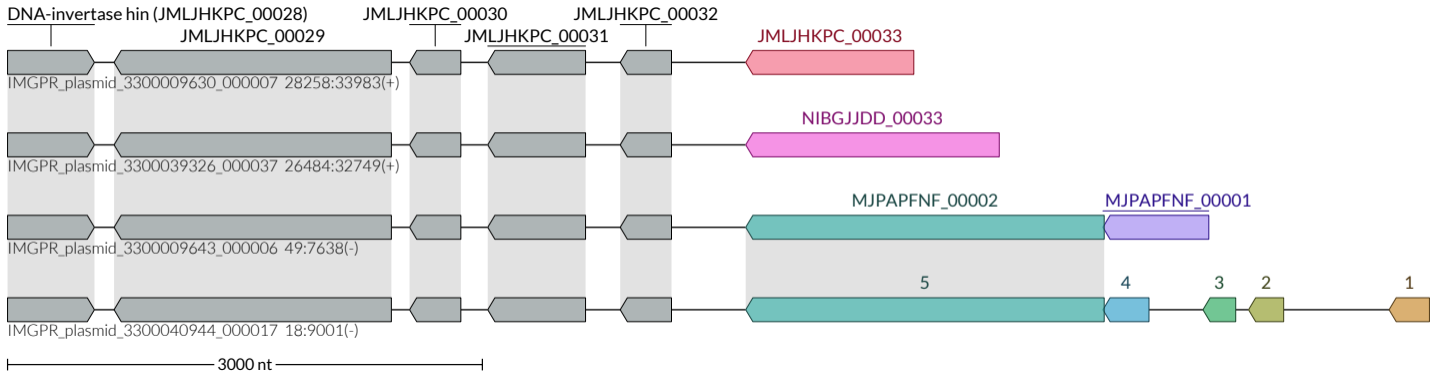 DNA-invertase hin (JMLJHKPC_00028)
JMLJHKPC_00030
JMLJHKPC_00032
JMLJHKPC_00029
JMLJHKPC_00031
JMLJHKPC_00033
IMGPR_plasmid_3300009630_000007 28258:33983(+)
NIBGJJDD_00033
IMGPR_plasmid_3300039326_000037 26484:32749(+)
MJPAPFNF_00002
MJPAPFNF_00001
IMGPR_plasmid_3300009643_000006 49:7638(-)
5
4
3
2
1
IMGPR_plasmid_3300040944_000017 18:9001(-)
3000 nt